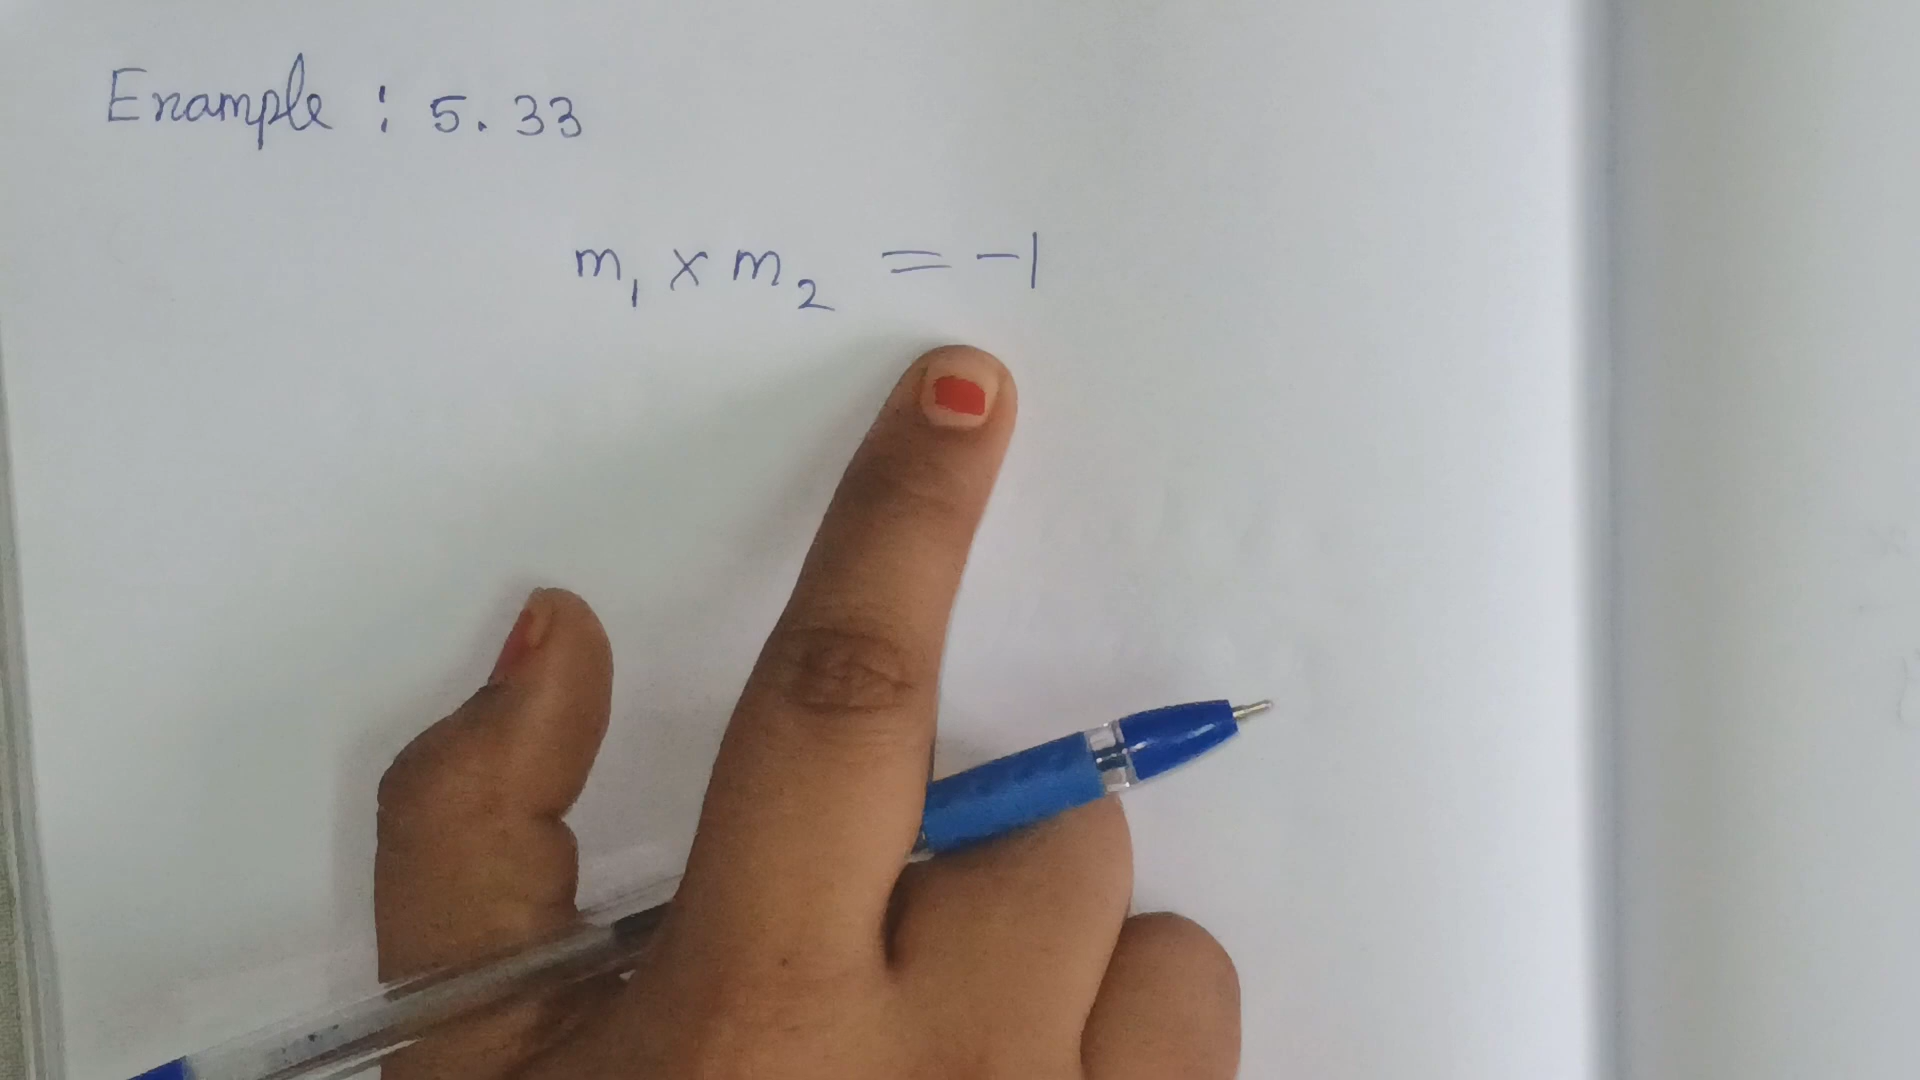 Example : 5.33
m₁ × m₂ = -1